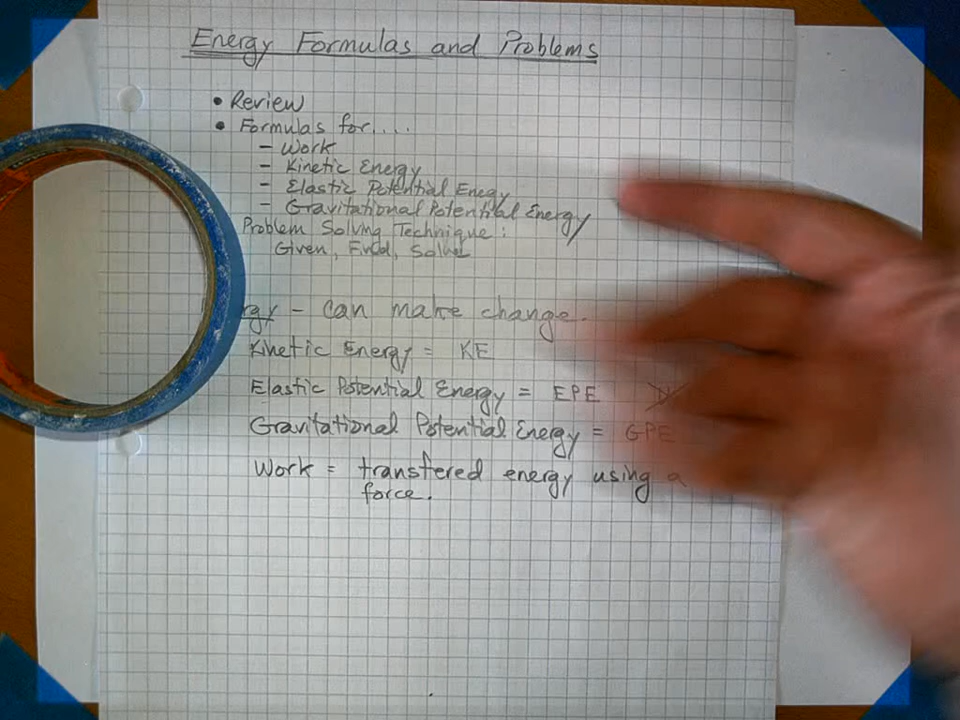 Energy Formulas and Problems
• Review
• Formulas for....
- Work
- Kinetic Energy
- Elastic Potential Enegy
- Gravitational Potential Energy
Problem Solving Technique:
Given, Find, Solve
rgy - can make change.
Kinetic Energy = KE
Elastic Potential Energy = EPE
Gravitational Potential Energy = GPE
Work = transfered energy using a
force.